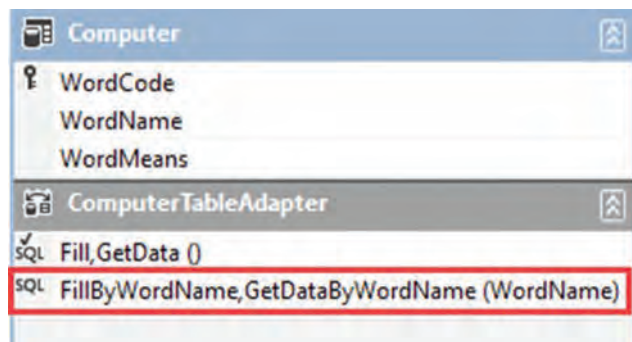 Computer
WordCode
WordName
WordMeans
ComputerTableAdapter
SQL Fill,GetData ()
SQL FillByWordName,GetDataByWordName (WordName)